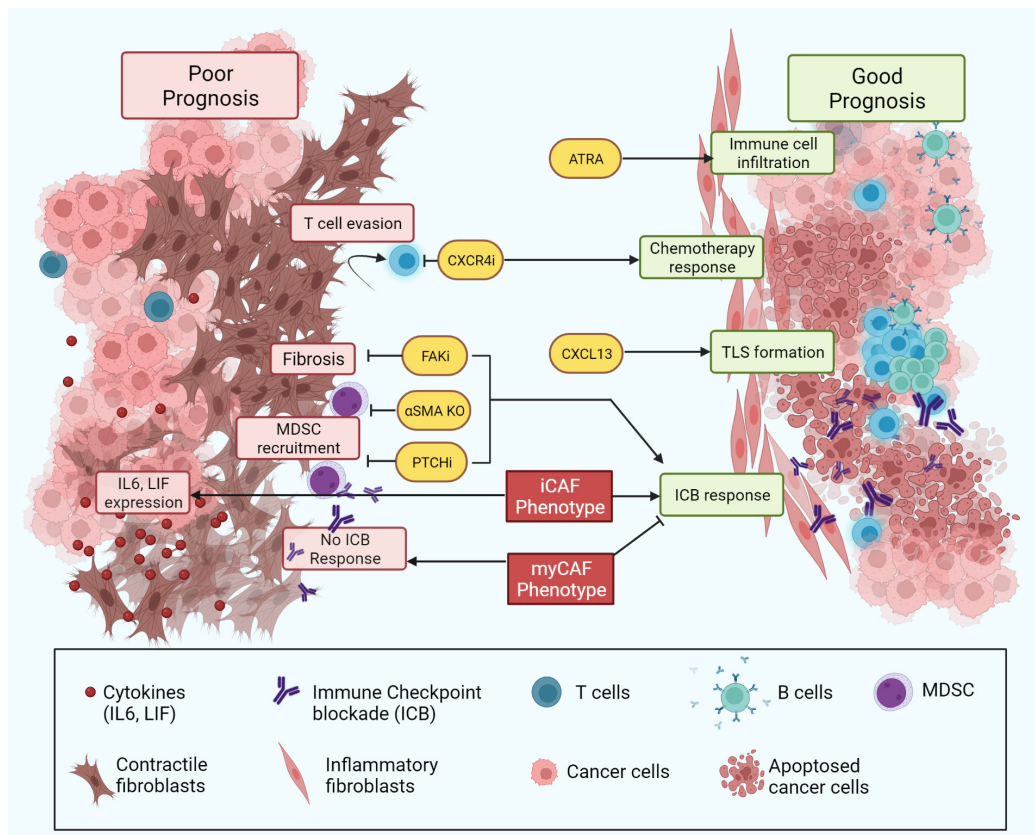 Poor
Prognosis
Good
Prognosis
ATRA
Immune cell
infiltration
T cell evasion
CXCR4i
Chemotherapy
response
Fibrosis
FAKi
CXCL13
TLS formation
αSMA KO
MDSC
recruitment
PTCHi
IL6, LIF
expression
iCAF
Phenotype
ICB response
No ICB
Response
myCAF
Phenotype
Cytokines
(IL6, LIF)
Immune Checkpoint
blockade (ICB)
T cells
B cells
MDSC
Contractile
fibroblasts
Inflammatory
fibroblasts
Cancer cells
Apoptosed
cancer cells